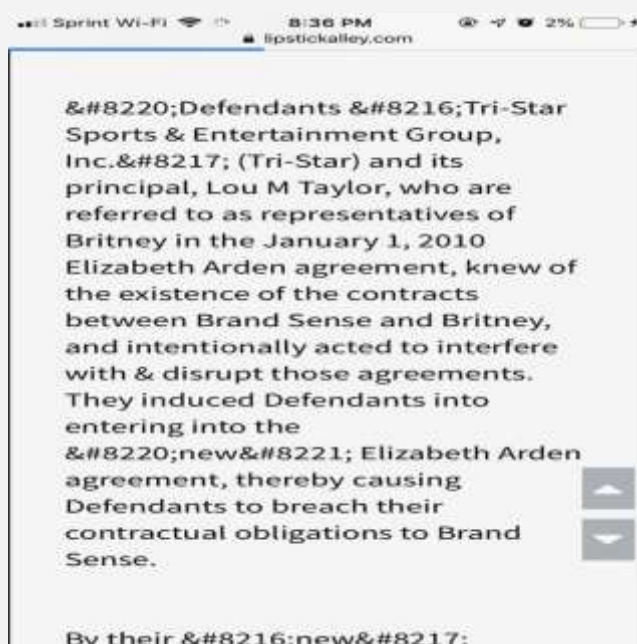 Sprint Wi-Fi 8:36 PM 2%
lipstickalley.com
&#8220;Defendants &#8216;Tri-Star
Sports & Entertainment Group,
Inc.&#8217; (Tri-Star) and its
principal, Lou M Taylor, who are
referred to as representatives of
Britney in the January 1, 2010
Elizabeth Arden agreement, knew of
the existence of the contracts
between Brand Sense and Britney,
and intentionally acted to interfere
with & disrupt those agreements.
They induced Defendants into
entering into the
&#8220;new&#8221; Elizabeth Arden
agreement, thereby causing
Defendants to breach their
contractual obligations to Brand
Sense.
By their &#8216;new&#8217;